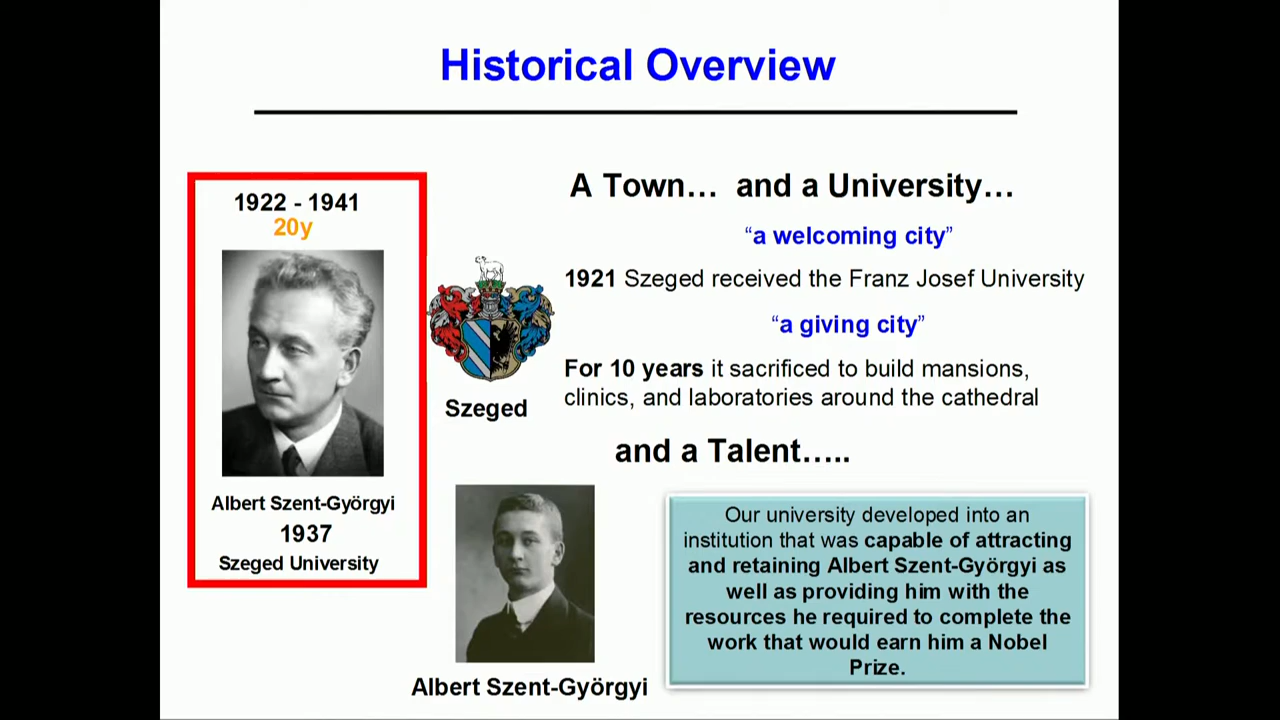 Historical Overview
1922 - 1941
20y
Albert Szent-Györgyi
1937
Szeged University
Szeged
A Town… and a University…
“a welcoming city”
1921 Szeged received the Franz Josef University
“a giving city”
For 10 years it sacrificed to build mansions,
clinics, and laboratories around the cathedral
and a Talent…..
Albert Szent-Györgyi
Our university developed into an
institution that was capable of attracting
and retaining Albert Szent-Györgyi as
well as providing him with the
resources he required to complete the
work that would earn him a Nobel
Prize.